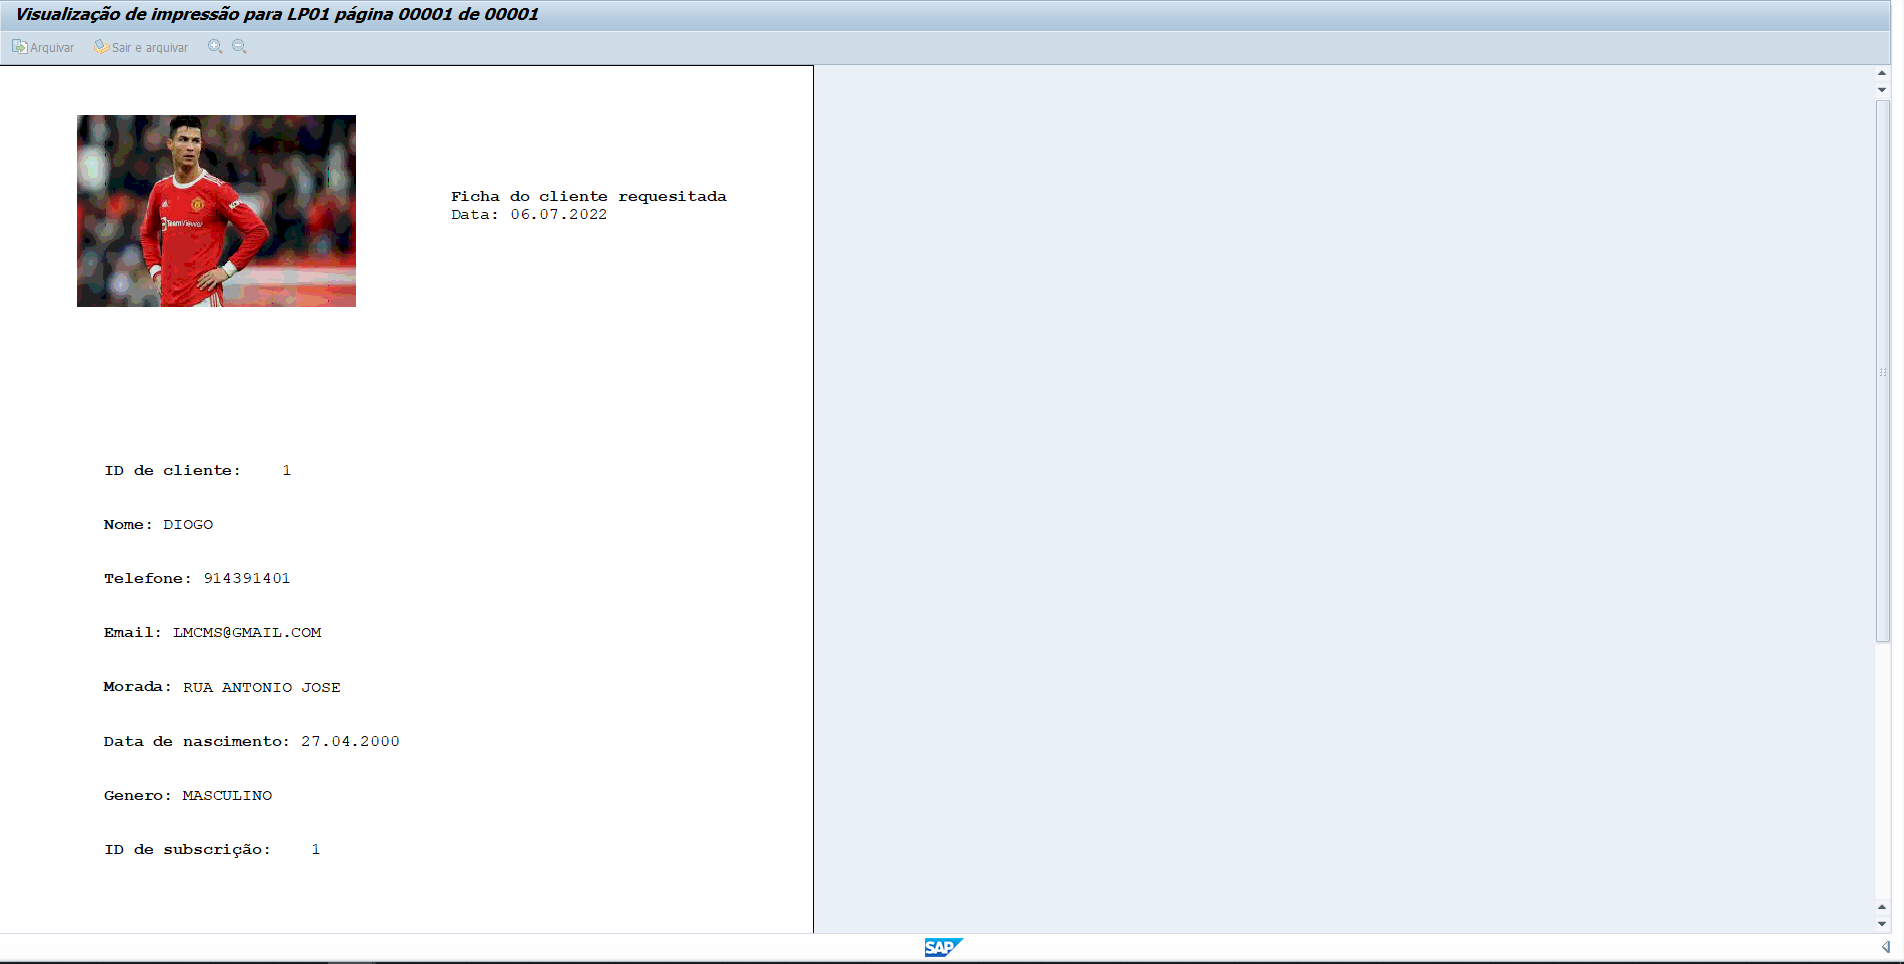 Visualização de impressão para LP01 página 00001 de 00001
Arquivar Sair e arquivar
TeamViewer
Ficha do cliente requesitada
Data: 06.07.2022
ID de cliente: 1
Nome: DIOGO
Telefone: 914391401
Email: LMCMS@GMAIL.COM
Morada: RUA ANTONIO JOSE
Data de nascimento: 27.04.2000
Genero: MASCULINO
ID de subscrição: 1
SAP